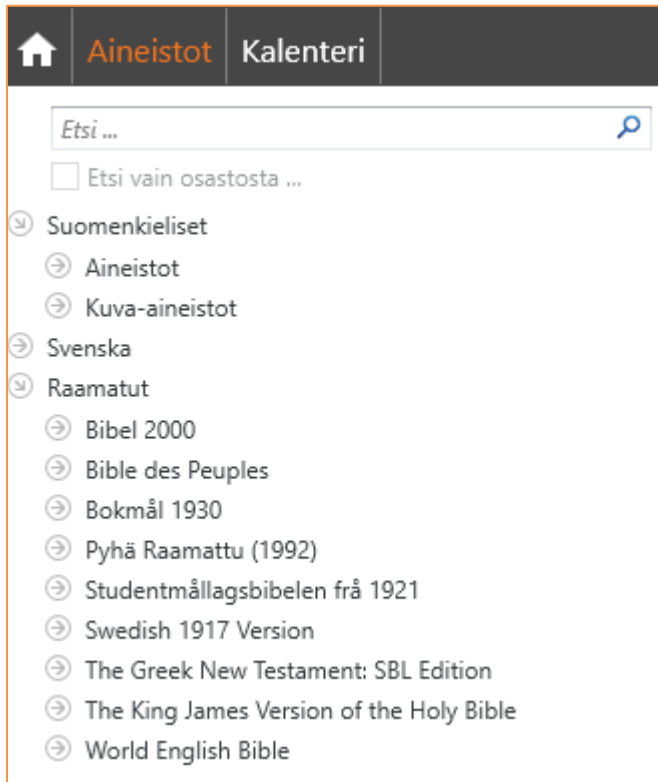 Aineistot Kalenteri
Etsi ...
Etsi vain osastosta ...
Suomenkieliset
Aineistot
Kuva-aineistot
Svenska
Raamatut
Bibel 2000
Bible des Peuples
Bokmål 1930
Pyhä Raamattu (1992)
Studentmållagsbibelen frå 1921
Swedish 1917 Version
The Greek New Testament: SBL Edition
The King James Version of the Holy Bible
World English Bible